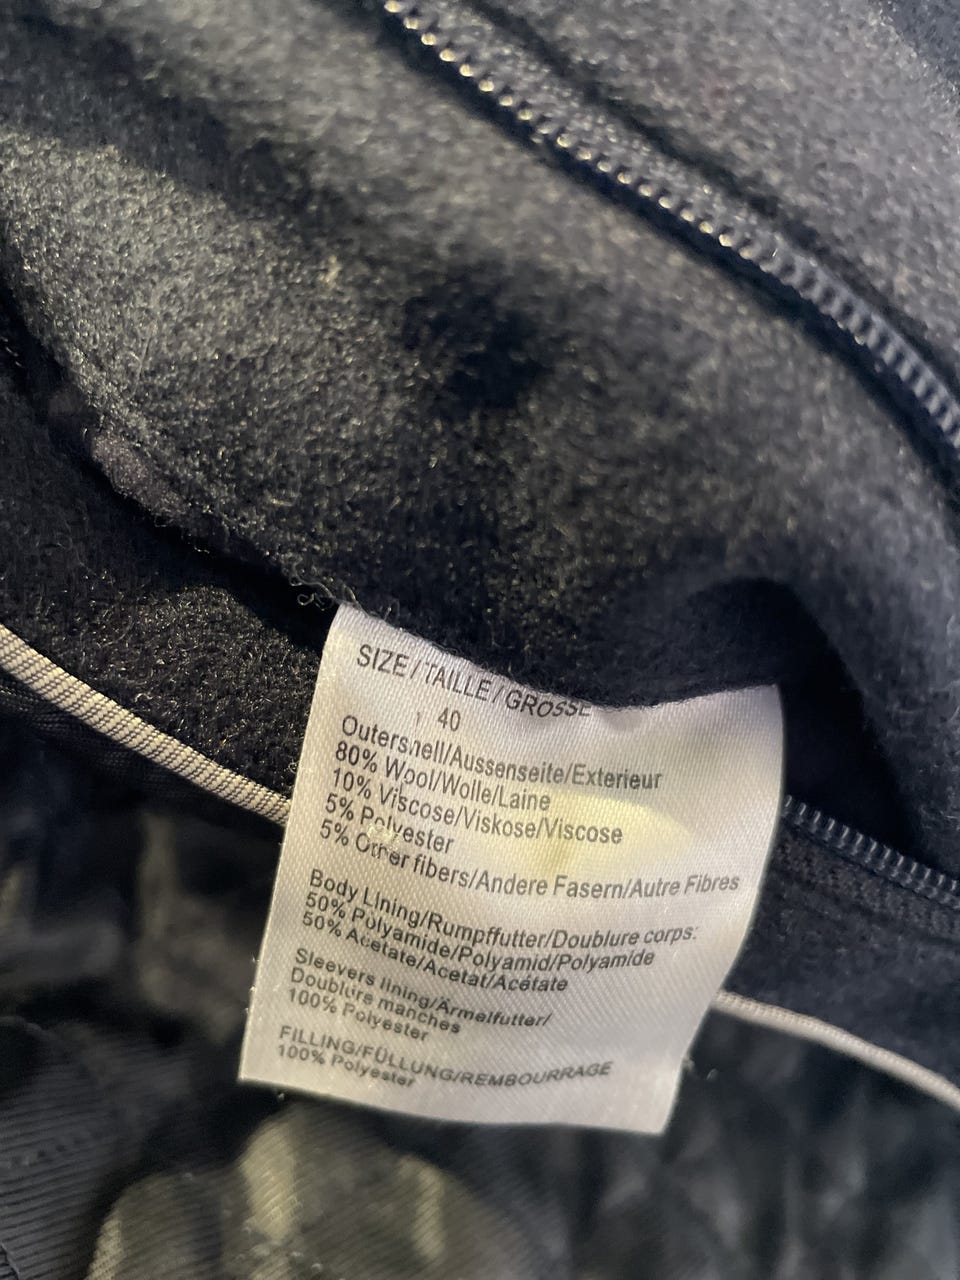 SIZE/TAILLE/GROSSE
40
Outershell/Aussenseite/Exterieur
80% Wool/Wolle/Laine
10% Viscose/Viskose/Viscose
5% Polyester
5% Other fibers/Andere Fasern/Autre Fibres
Body Lining/Rumpffutter/Doublure corps:
50% Polyamide/Polyamid/Polyamide
50% Acetate/Acetat/Acétate
Sleevers lining/Ärmelfutter/
Doublurs manches
100% Polyester
FILLING/FÜLLUNG/REMBOURRAGE
100% Polyester